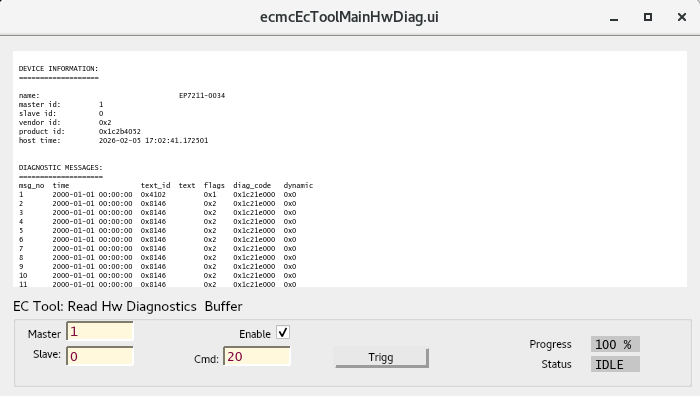 ecmcEcToolMainHwDiag.ui
DEVICE INFORMATION:
===================
name: EP7211-0034
master id: 1
slave id: 0
vendor id: 0x2
product id: 0x1c2b4052
host time: 2026-02-05 17:02:41.172501
DIAGNOSTIC MESSAGES:
====================
msg_no time text_id text flags diag_code dynamic
1 2000-01-01 00:00:00 0x4102 0x1 0x1c21e000 0x0
2 2000-01-01 00:00:00 0x8146 0x2 0x1c21e000 0x0
3 2000-01-01 00:00:00 0x8146 0x2 0x1c21e000 0x0
4 2000-01-01 00:00:00 0x8146 0x2 0x1c21e000 0x0
5 2000-01-01 00:00:00 0x8146 0x2 0x1c21e000 0x0
6 2000-01-01 00:00:00 0x8146 0x2 0x1c21e000 0x0
7 2000-01-01 00:00:00 0x8146 0x2 0x1c21e000 0x0
8 2000-01-01 00:00:00 0x8146 0x2 0x1c21e000 0x0
9 2000-01-01 00:00:00 0x8146 0x2 0x1c21e000 0x0
10 2000-01-01 00:00:00 0x8146 0x2 0x1c21e000 0x0
11 2000-01-01 00:00:00 0x8146 0x2 0x1c21e000 0x0
EC Tool: Read Hw Diagnostics Buffer
Master 1 Enable
Slave: 0 Cmd: 20 Trigg
Progress 100 %
Status IDLE